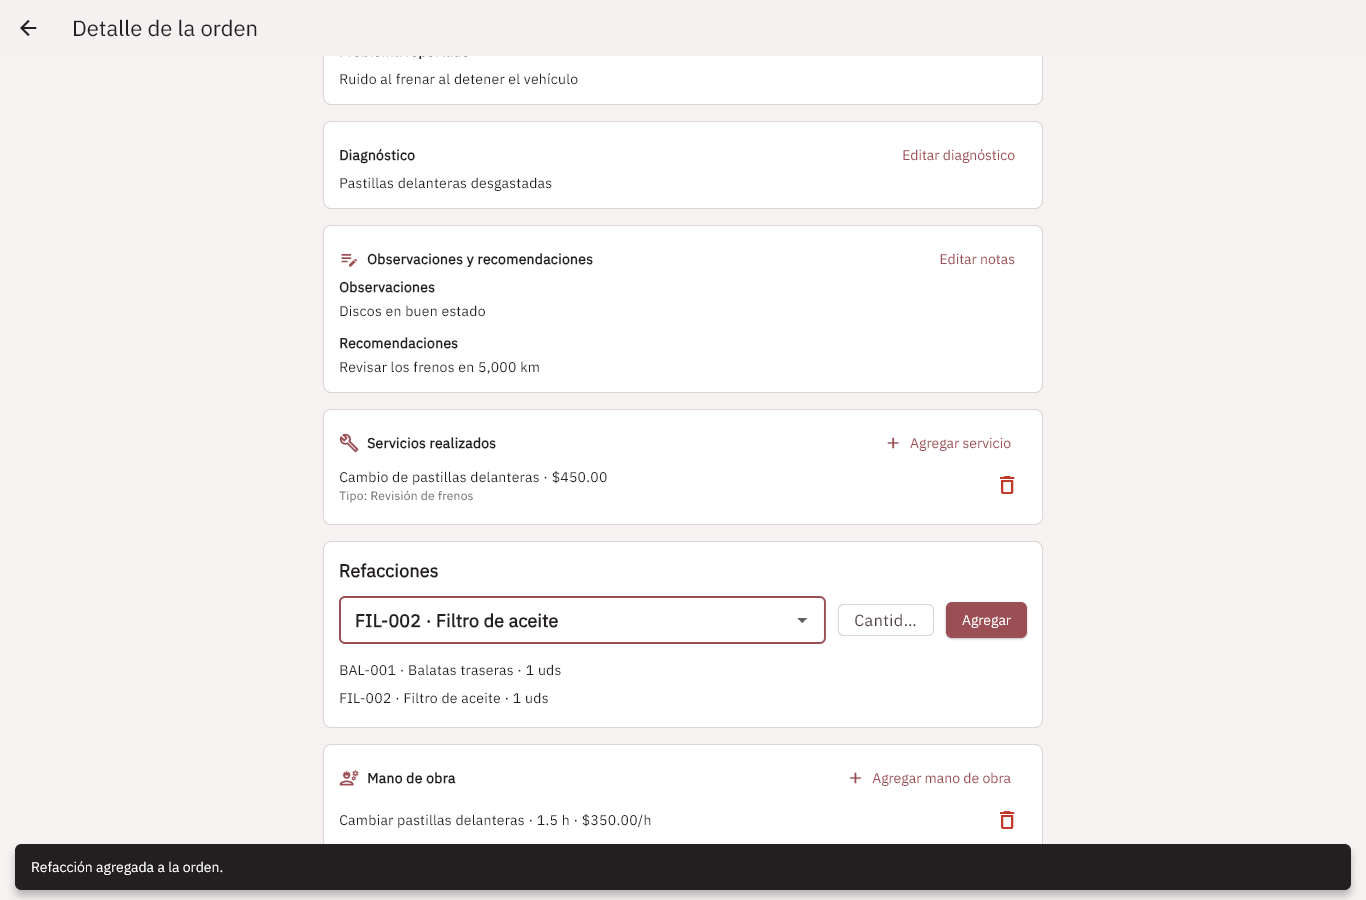 Detalle de la orden
Ruido al frenar al detener el vehículo
Diagnóstico
Editar diagnóstico
Pastillas delanteras desgastadas
Observaciones y recomendaciones
Editar notas
Observaciones
Discos en buen estado
Recomendaciones
Revisar los frenos en 5,000 km
Servicios realizados
+ Agregar servicio
Cambio de pastillas delanteras · $450.00
Tipo: Revisión de frenos
Refacciones
FIL-002 · Filtro de aceite
Cantid...
Agregar
BAL-001 · Balatas traseras · 1 uds
FIL-002 · Filtro de aceite · 1 uds
Mano de obra
+ Agregar mano de obra
Cambiar pastillas delanteras · 1.5 h · $350.00/h
Refacción agregada a la orden.